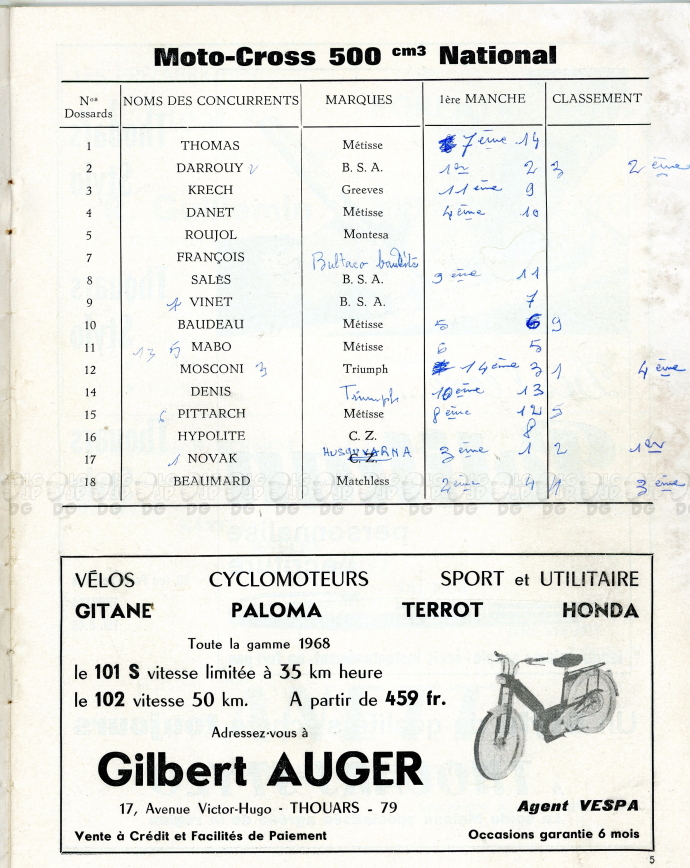 Moto-Cross 500 cm3 National
Nos Dossards NOMS DES CONCURRENTS MARQUES 1ère MANCHE CLASSEMENT
1 THOMAS Métisse 7ème 14
2 DARROUY B. S. A. 1er 2 3 2ème
3 KRECH Greeves 11ème 9
4 DANET Métisse 4ème 10
5 ROUJOL Montesa
7 FRANÇOIS Bultaco
8 SALÈS B. S. A. 9ème 11
9 VINET B. S. A. 7
10 BAUDEAU Métisse 5 6 9
11 13 5 MABO Métisse 6 5
12 MOSCONI 3 Triumph 14ème 3 1 4ème
14 DENIS Triumph 10ème 13
15 6 PITTARCH Métisse 8ème 12 5
16 HYPOLITE C. Z. 8
17 1 NOVAK C. Z. HUSQVARNA 3ème 1 2 1er
18 BEAUMARD Matchless 2ème 4 1 3ème
VÉLOS CYCLOMOTEURS SPORT et UTILITAIRE
GITANE PALOMA TERROT HONDA
Toute la gamme 1968
le 101 S vitesse limitée à 35 km heure
le 102 vitesse 50 km. A partir de 459 fr.
Adressez-vous à
Gilbert AUGER
17, Avenue Victor-Hugo - THOUARS - 79 Agent VESPA
Vente à Crédit et Facilités de Paiement Occasions garantie 6 mois
5